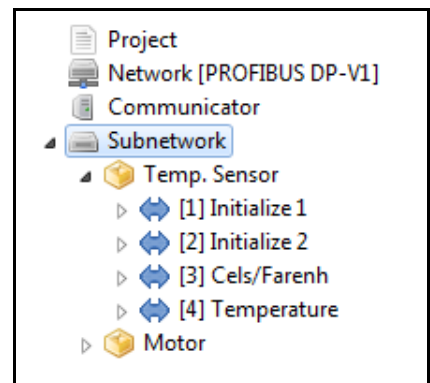 Project
Network [PROFIBUS DP-V1]
Communicator
Subnetwork
Temp. Sensor
[1] Initialize 1
[2] Initialize 2
[3] Cels/Farenh
[4] Temperature
Motor